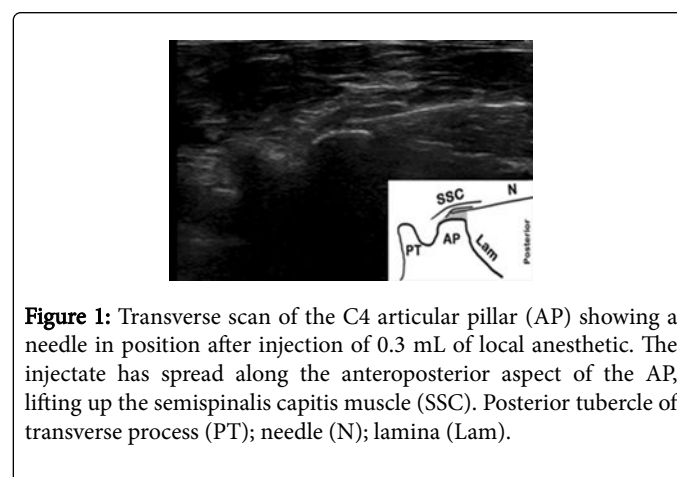 SSC
N
PT
AP
Lam
Posterior
Figure 1: Transverse scan of the C4 articular pillar (AP) showing a
needle in position after injection of 0.3 mL of local anesthetic. The
injectate has spread along the anteroposterior aspect of the AP,
lifting up the semispinalis capitis muscle (SSC). Posterior tubercle of
transverse process (PT); needle (N); lamina (Lam).